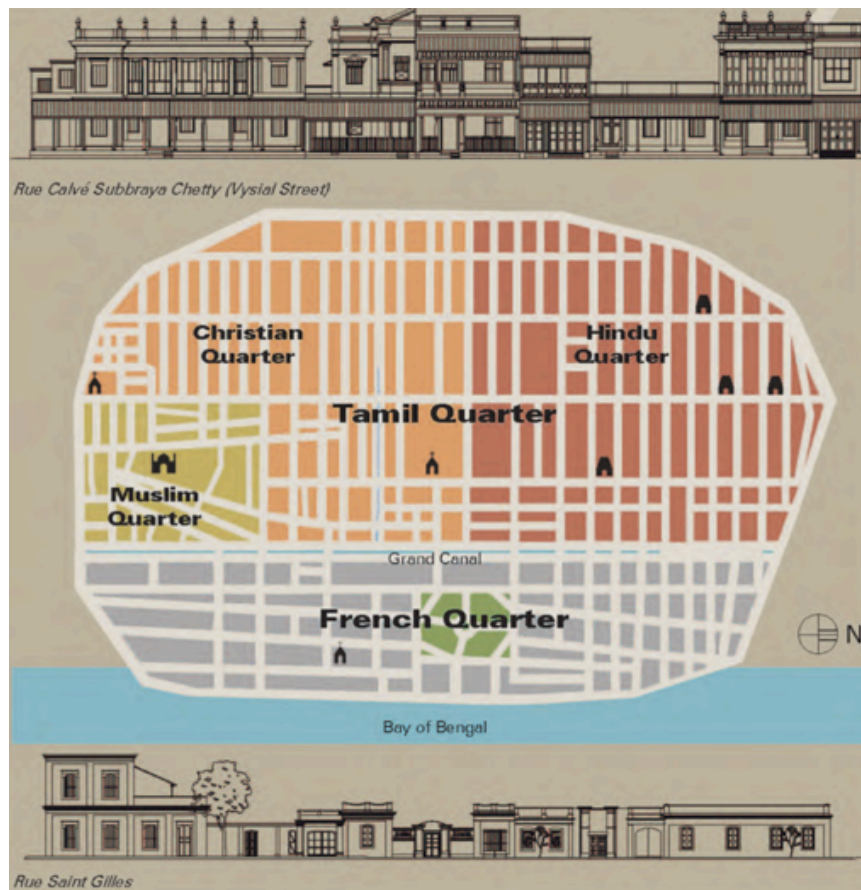 Rue Calvé Subbraya Chetty (Vysial Street)
Christian
Quarter
Hindu
Quarter
Tamil Quarter
Muslim
Quarter
Grand Canal
French Quarter
N
Bay of Bengal
Rue Saint Gilles